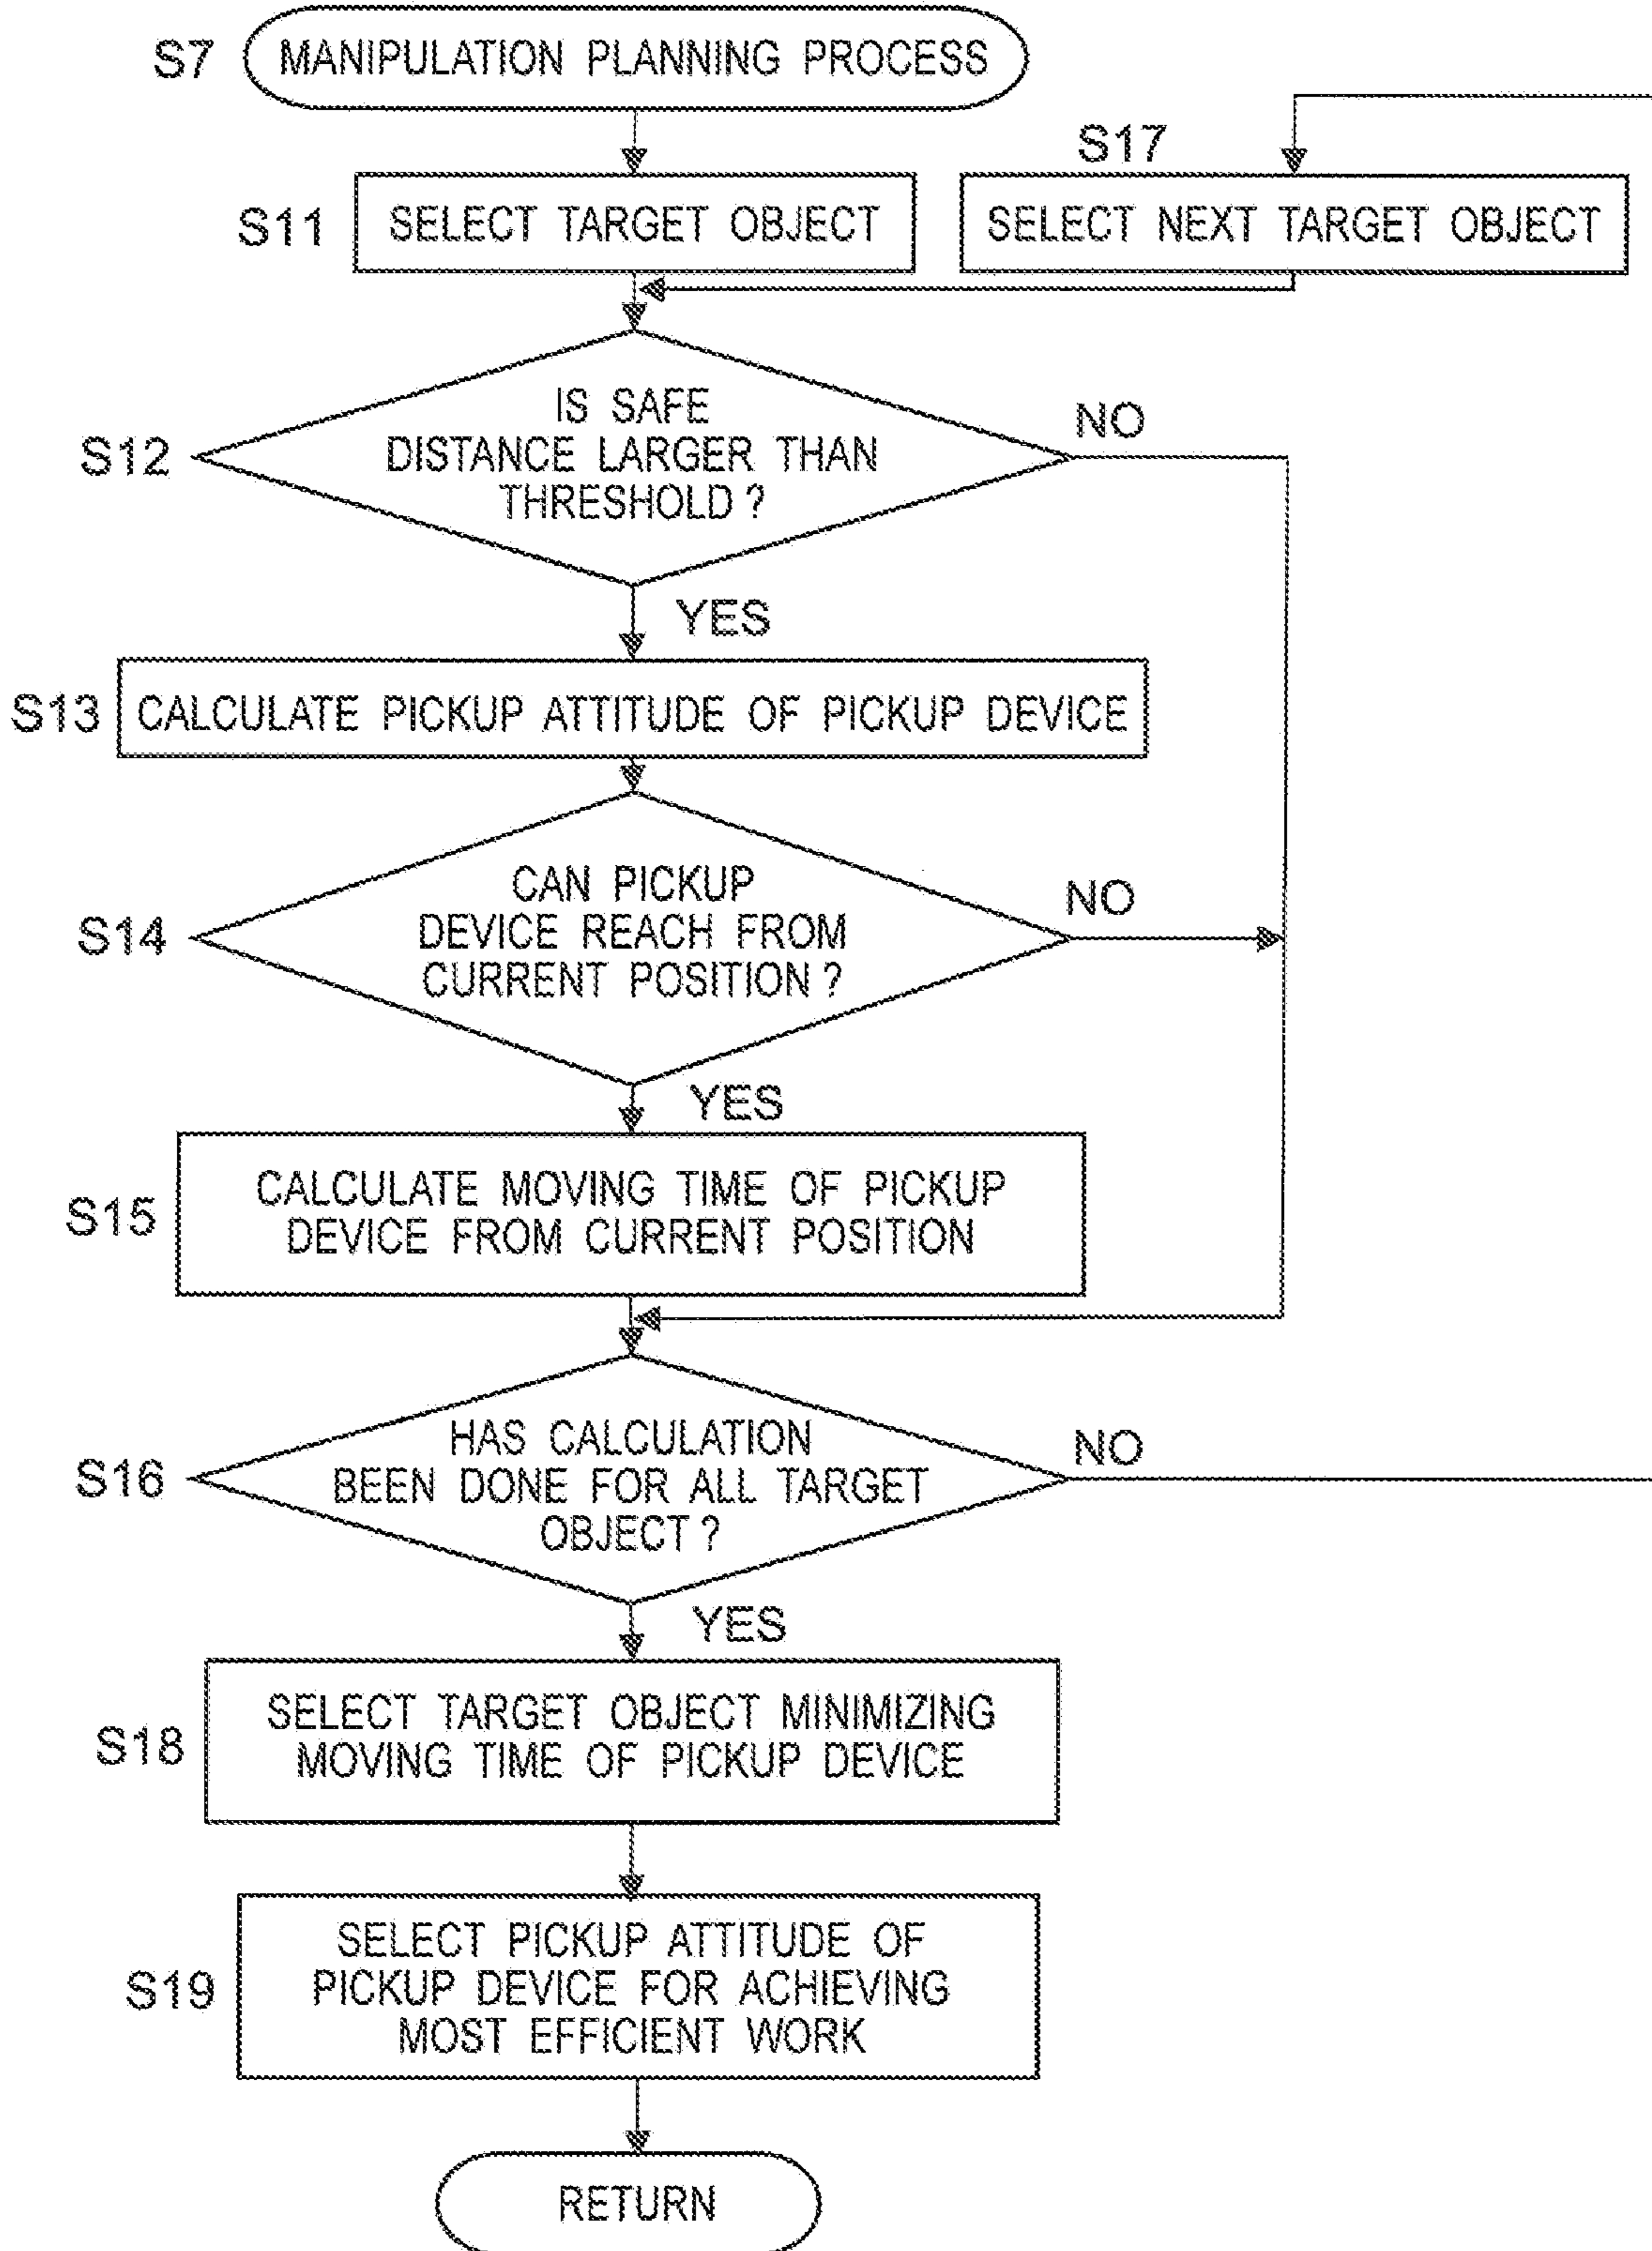 S7 MANIPULATION PLANNING PROCESS
S17
S11 SELECT TARGET OBJECT
SELECT NEXT TARGET OBJECT
IS SAFE
DISTANCE LARGER THAN
THRESHOLD ?
S12
NO
YES
S13 CALCULATE PICKUP ATTITUDE OF PICKUP DEVICE
CAN PICKUP
DEVICE REACH FROM
CURRENT POSITION ?
S14
NO
YES
S15
CALCULATE MOVING TIME OF PICKUP
DEVICE FROM CURRENT POSITION
HAS CALCULATION
BEEN DONE FOR ALL TARGET
OBJECT ?
S16
NO
YES
S18
SELECT TARGET OBJECT MINIMIZING
MOVING TIME OF PICKUP DEVICE
S19
SELECT PICKUP ATTITUDE OF
PICKUP DEVICE FOR ACHIEVING
MOST EFFICIENT WORK
RETURN